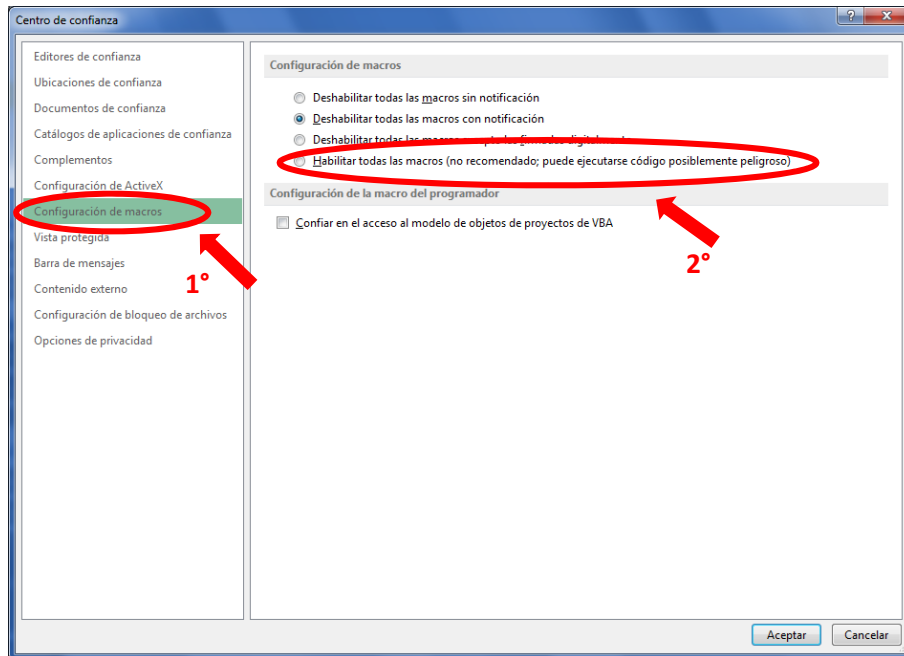 Centro de confianza
Editores de confianza
Ubicaciones de confianza
Documentos de confianza
Catálogos de aplicaciones de confianza
Complementos
Configuración de ActiveX
Configuración de macros
Vista protegida
Barra de mensajes
Contenido externo
Configuración de bloqueo de archivos
Opciones de privacidad
1°
Configuración de macros
Deshabilitar todas las macros sin notificación
Deshabilitar todas las macros con notificación
Deshabilitar todas las macros excepto las firmadas digitalmente
Habilitar todas las macros (no recomendado; puede ejecutarse código posiblemente peligroso)
Configuración de la macro del programador
Confiar en el acceso al modelo de objetos de proyectos de VBA
2°
Aceptar
Cancelar